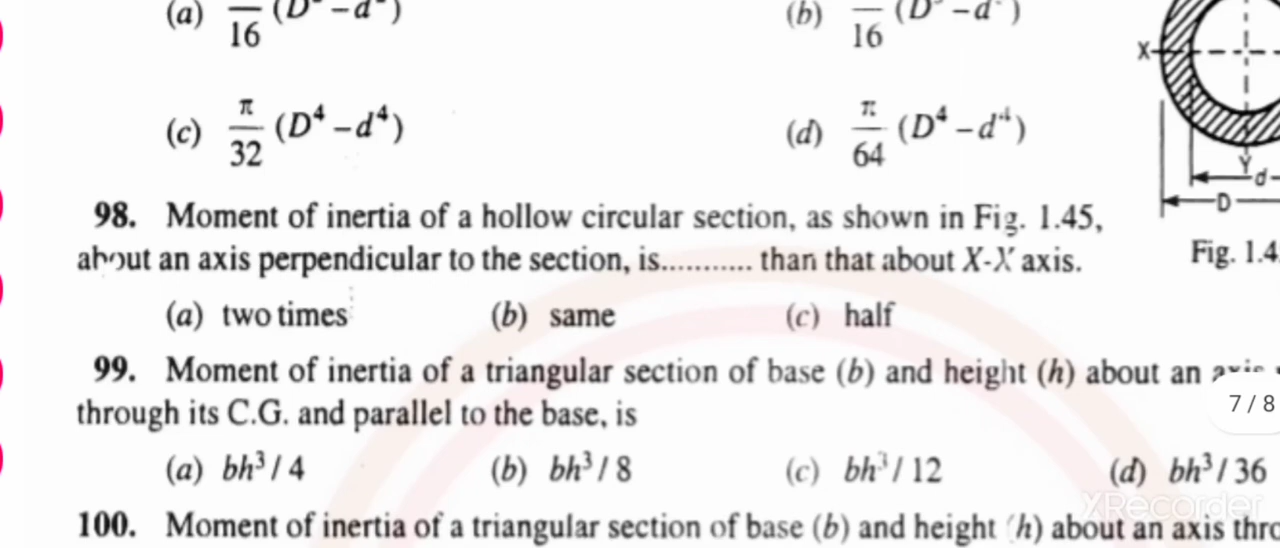 (a) — 16 (D –d )
(b) — 16 (D –d )
X
(c) π/32 (D⁴ –d⁴)
(d) π/64 (D⁴ –d⁴)
Y
d
D
98. Moment of inertia of a hollow circular section, as shown in Fig. 1.45,
about an axis perpendicular to the section, is........... than that about X-X axis.
Fig. 1.4
(a) two times
(b) same
(c) half
99. Moment of inertia of a triangular section of base (b) and height (h) about an axis
through its C.G. and parallel to the base, is
7 / 8
(a) bh³ / 4
(b) bh³ / 8
(c) bh³ / 12
(d) bh³ / 36
XRecorder
100. Moment of inertia of a triangular section of base (b) and height (h) about an axis thro